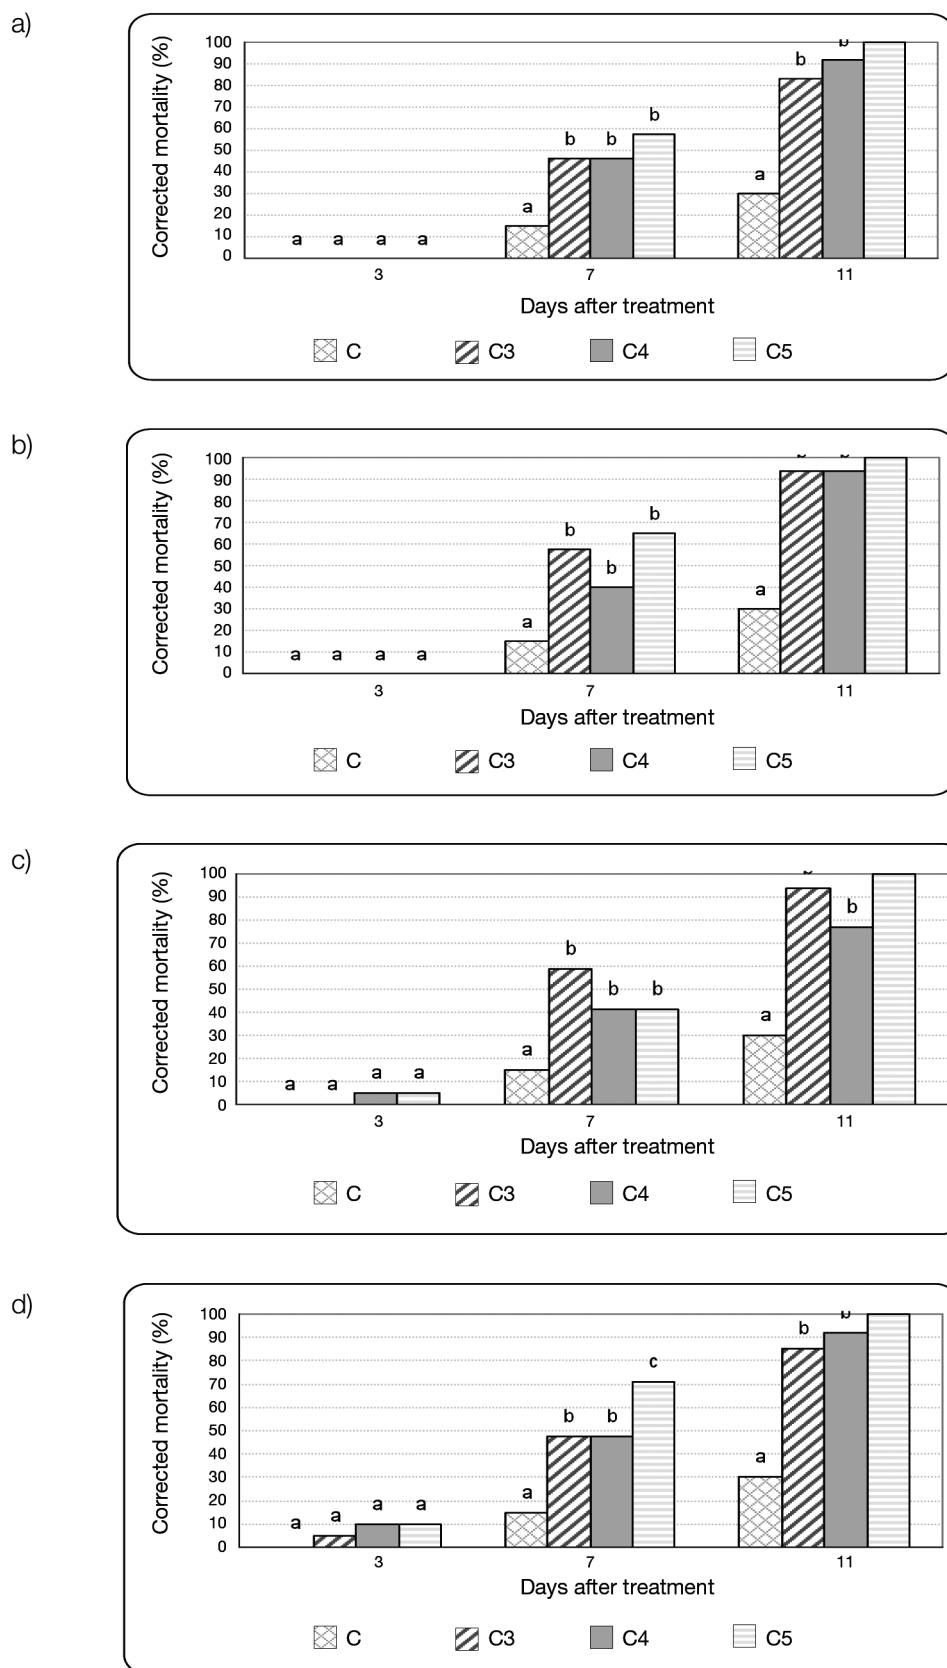 a)
Corrected mortality (%)
100
90
80
70
60
50
40
30
20
10
0
a a a a
a b b b
a b b
3 7 11
Days after treatment
C C3 C4 C5
b)
Corrected mortality (%)
100
90
80
70
60
50
40
30
20
10
0
a a a a
a b b b
a
3 7 11
Days after treatment
C C3 C4 C5
c)
Corrected mortality (%)
100
90
80
70
60
50
40
30
20
10
0
a a a a
a b b b
a b
3 7 11
Days after treatment
C C3 C4 C5
d)
Corrected mortality (%)
100
90
80
70
60
50
40
30
20
10
0
a a a a
a b b c
a b b
3 7 11
Days after treatment
C C3 C4 C5